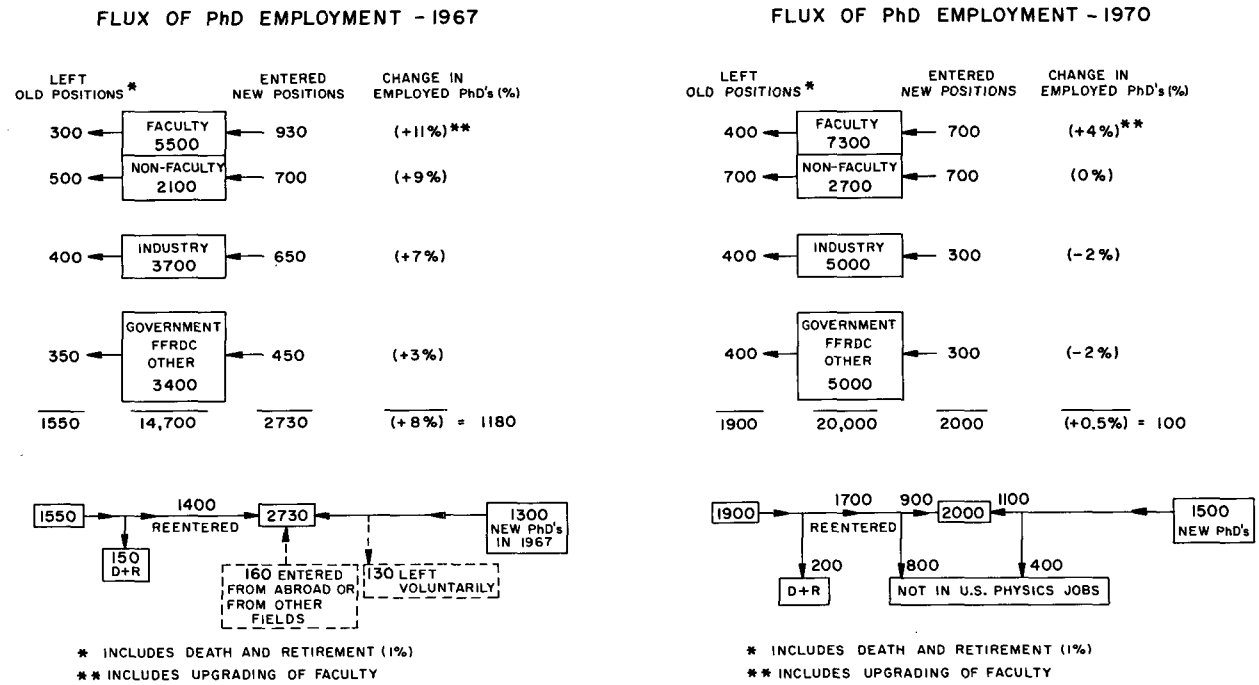 FLUX OF PhD EMPLOYMENT - 1967
LEFT
OLD POSITIONS *
ENTERED
NEW POSITIONS
CHANGE IN
EMPLOYED PhD's (%)
300
FACULTY
5500
930
(+11%)**
500
NON-FACULTY
2100
700
(+9%)
400
INDUSTRY
3700
650
(+7%)
350
GOVERNMENT
FFRDC
OTHER
3400
450
(+3%)
1550
14,700
2730
(+8%) = 1180
1550
1400
REENTERED
2730
1300
NEW PhD's
IN 1967
150
D+R
160 ENTERED
FROM ABROAD OR
FROM OTHER
FIELDS
130 LEFT
VOLUNTARILY
* INCLUDES DEATH AND RETIREMENT (1%)
** INCLUDES UPGRADING OF FACULTY
FLUX OF PhD EMPLOYMENT - 1970
LEFT
OLD POSITIONS *
ENTERED
NEW POSITIONS
CHANGE IN
EMPLOYED PhD's (%)
400
FACULTY
7300
700
(+4%)**
700
NON-FACULTY
2700
700
(0%)
400
INDUSTRY
5000
300
(-2%)
400
GOVERNMENT
FFRDC
OTHER
5000
300
(-2%)
1900
20,000
2000
(+0.5%) = 100
1900
1700
REENTERED
900
2000
1100
1500
NEW PhD's
200
D+R
800
400
NOT IN U.S. PHYSICS JOBS
* INCLUDES DEATH AND RETIREMENT (1%)
** INCLUDES UPGRADING OF FACULTY